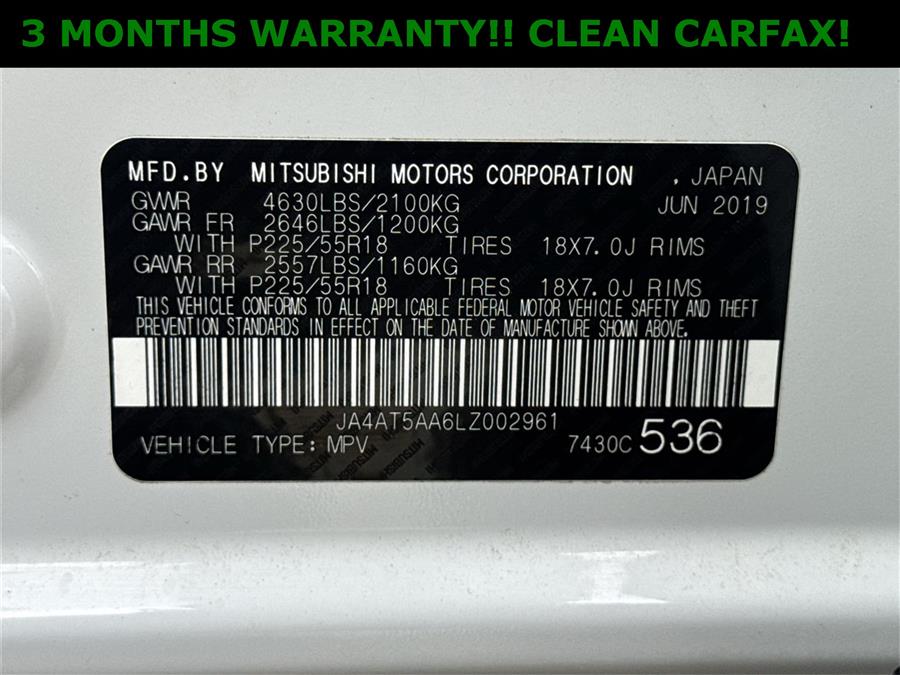 3 MONTHS WARRANTY!! CLEAN CARFAX!
MFD.BY MITSUBISHI MOTORS CORPORATION , JAPAN
GVWR 4630LBS/2100KG JUN 2019
GAWR FR 2646LBS/1200KG
WITH P225/55R18 TIRES 18X7.0J RIMS
GAWR RR 2557LBS/1160KG
WITH P225/55R18 TIRES 18X7.0J RIMS
THIS VEHICLE CONFORMS TO ALL APPLICABLE FEDERAL MOTOR VEHICLE SAFETY AND THEFT
PREVENTION STANDARDS IN EFFECT ON THE DATE OF MANUFACTURE SHOWN ABOVE.
JA4AT5AA6LZ002961
VEHICLE TYPE: MPV 7430C 536